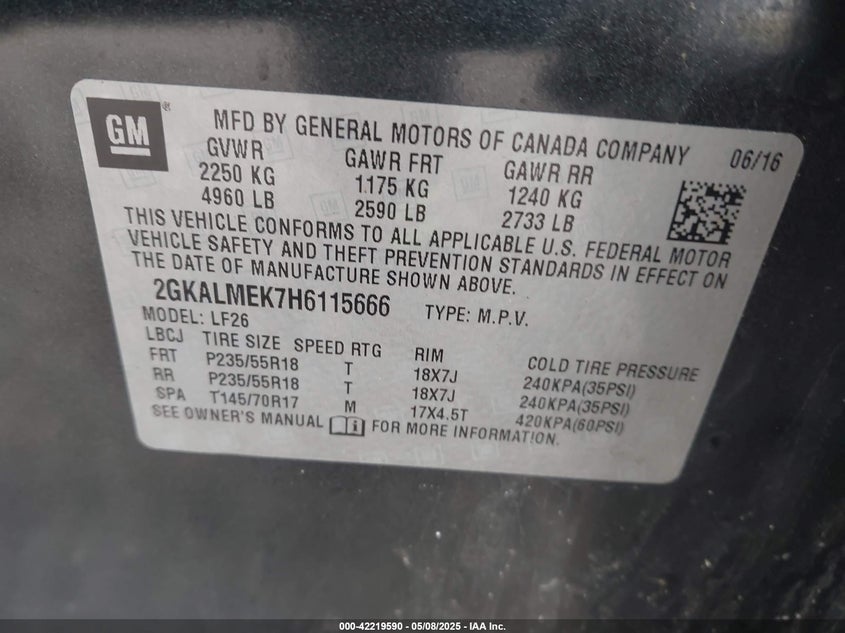 GM
MFD BY GENERAL MOTORS OF CANADA COMPANY 06/16
GVWR GAWR FRT GAWR RR
2250 KG 1175 KG 1240 KG
4960 LB 2590 LB 2733 LB
THIS VEHICLE CONFORMS TO ALL APPLICABLE U.S. FEDERAL MOTOR
VEHICLE SAFETY AND THEFT PREVENTION STANDARDS IN EFFECT ON
THE DATE OF MANUFACTURE SHOWN ABOVE.
2GKALMEK7H6115666 TYPE: M.P.V.
MODEL: LF26
LBCJ TIRE SIZE SPEED RTG RIM COLD TIRE PRESSURE
FRT P235/55R18 T 18X7J 240KPA(35PSI)
RR P235/55R18 T 18X7J 240KPA(35PSI)
SPA T145/70R17 M 17X4.5T 420KPA(60PSI)
SEE OWNER'S MANUAL i FOR MORE INFORMATION.
000-42219590 --- 05/08/2025 --- IAA Inc.